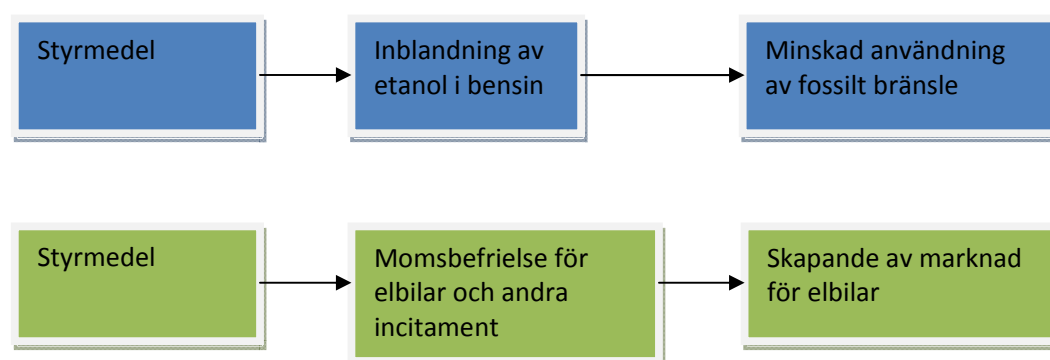 Styrmedel
Inblandning av
etanol i bensin
Minskad användning
av fossilt bränsle
Styrmedel
Momsbefrielse för
elbilar och andra
incitament
Skapande av marknad
för elbilar